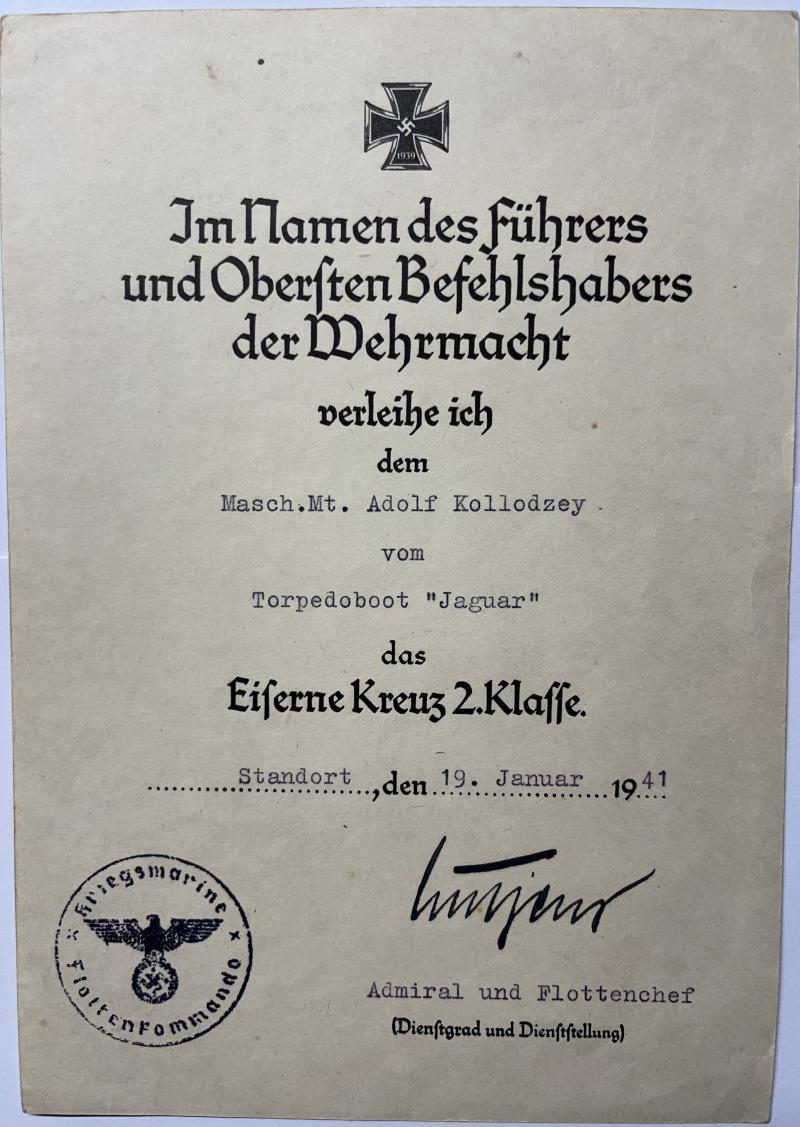 1939
Im Namen des Führers
und Oberſten Befehlshabers
der Wehrmacht
verleihe ich
dem
Masch.Mt. Adolf Kollodzey.
vom
Torpedoboot "Jaguar"
das
Eiſerne Kreuz 2.Klaſſe.
Standort, den 19. Januar 1941
Kriegsmarine
Flottenkommando
Lütjens
Admiral und Flottenchef
(Dienſtgrad und Dienſtſtellung)